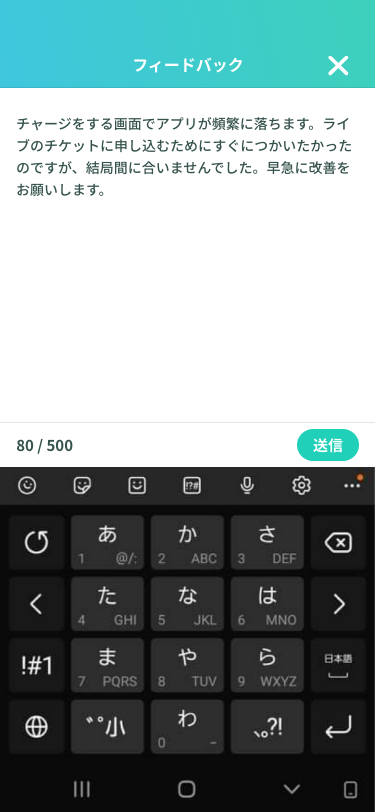 フィードバック
チャージをする画面でアプリが頻繁に落ちます。ライ
ブのチケットに申し込むためにすぐにつかいたかった
のですが、結局間に合いませんでした。早急に改善を
お願いします。
80 / 500
送信
!?#
あ
1 @/:
か
2 ABC
さ
3 DEF
た
4 GHI
な
5 JKL
は
6 MNO
!#1
ま
7 PQRS
や
8 TUV
ら
9 WXYZ
日本語
゛゜小
わ
0 −
、。?!